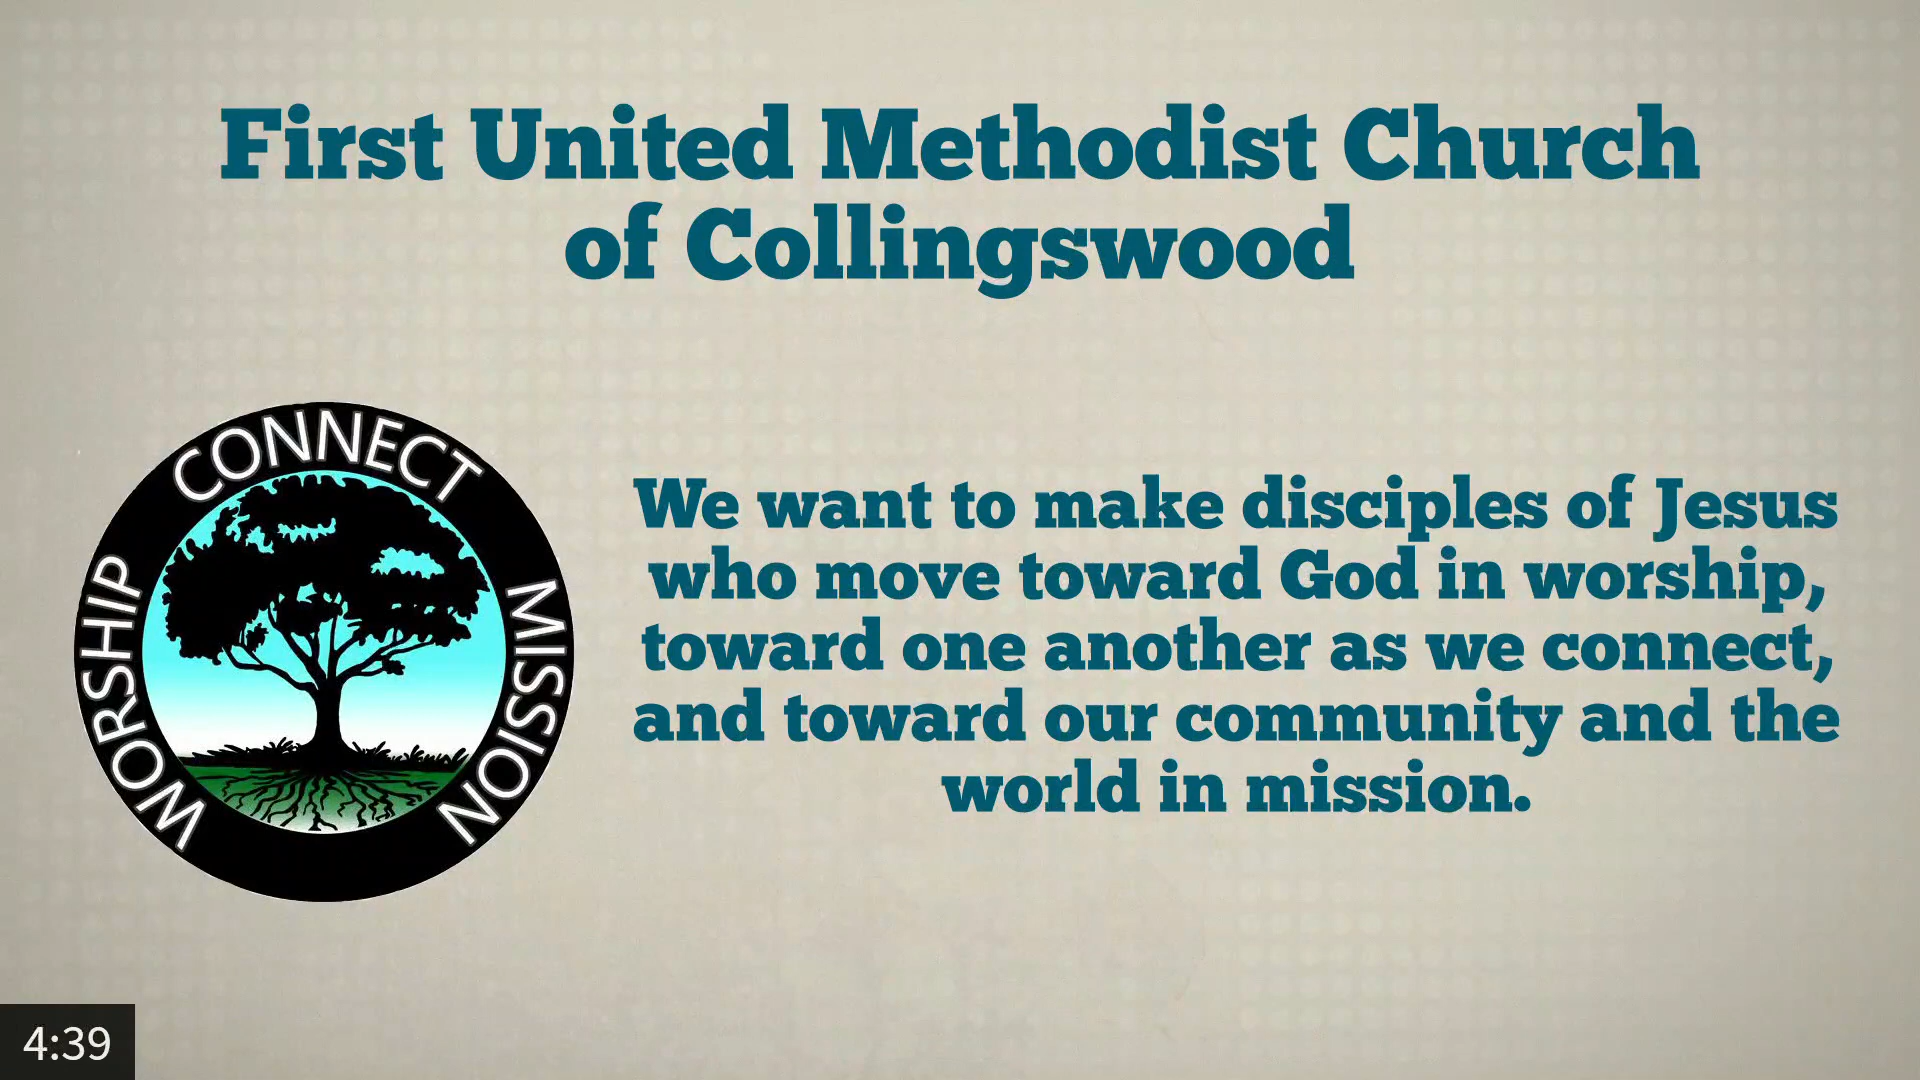 First United Methodist Church
of Collingswood
CONNECT
WORSHIP
MISSION
We want to make disciples of Jesus
who move toward God in worship,
toward one another as we connect,
and toward our community and the
world in mission.
4:39